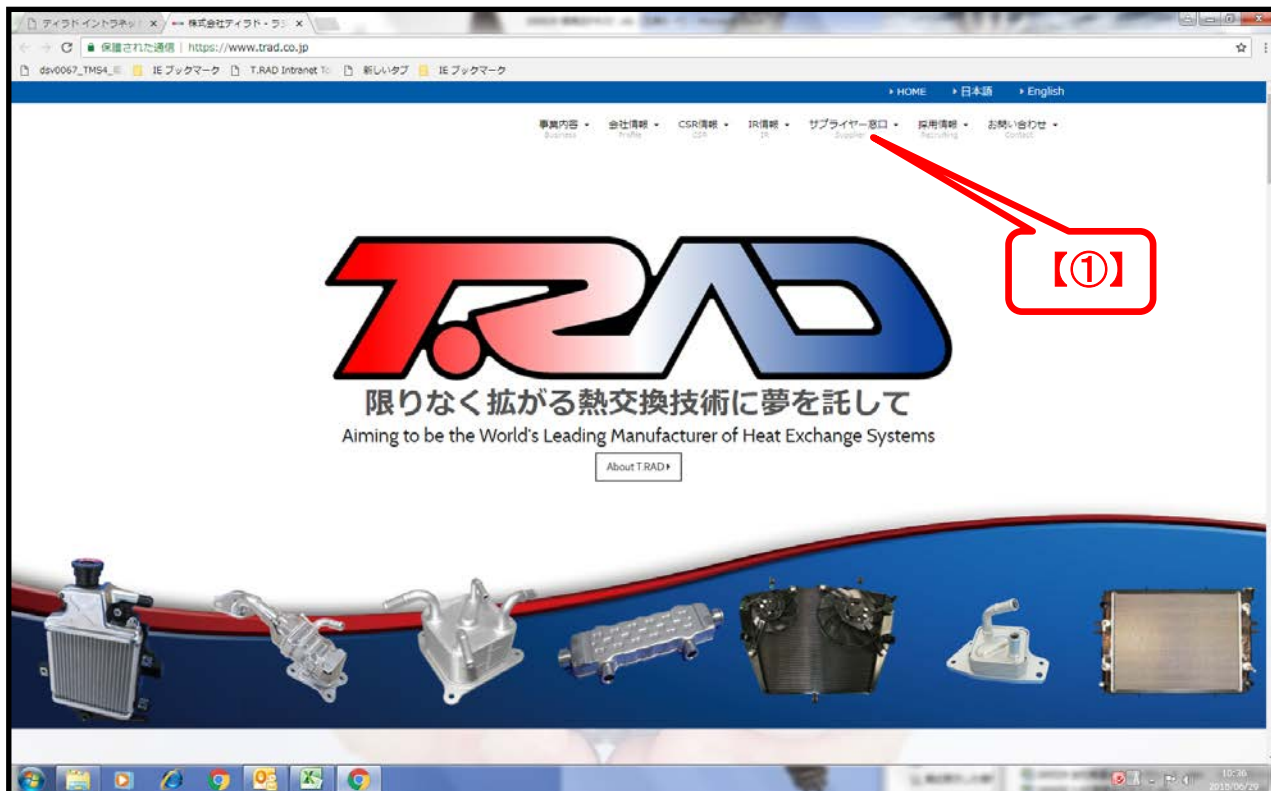 ティラド イントラネット
株式会社ティラド・ラジ
保護された通信 | https://www.trad.co.jp
dsv0067_TMS4_
IE ブックマーク
T.RAD Intranet To
新しいタブ
IE ブックマーク
HOME 日本語 English
事業内容 会社情報 CSR情報 IR情報 サプライヤー窓口 採用情報 お問い合わせ
Business Profile CSR IR Supplier Recruiting Contact
【①】
T.RAD
限りなく拡がる熱交換技術に夢を託して
Aiming to be the World's Leading Manufacturer of Heat Exchange Systems
About T.RAD
10:36
2018/06/29